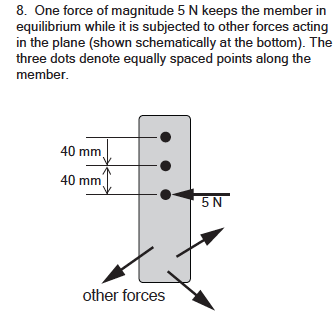 8. One force of magnitude 5 N keeps the member in
equilibrium while it is subjected to other forces acting
in the plane (shown schematically at the bottom). The
three dots denote equally spaced points along the
member.
40 mm
40 mm
5 N
other forces